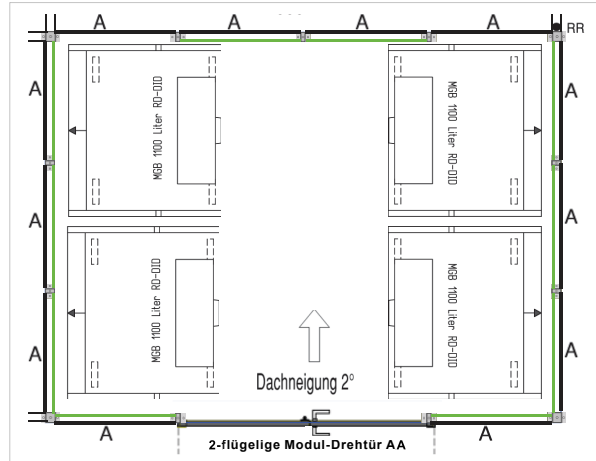 A A A A RR
A A
MGB 1100 Liter RD-DID
MGB 1100 Liter RD-DID
A A
MGB 1100 Liter RD-DID
MGB 1100 Liter RD-DID
A A
Dachneigung 2°
A A
2-flügelige Modul-Drehtür AA